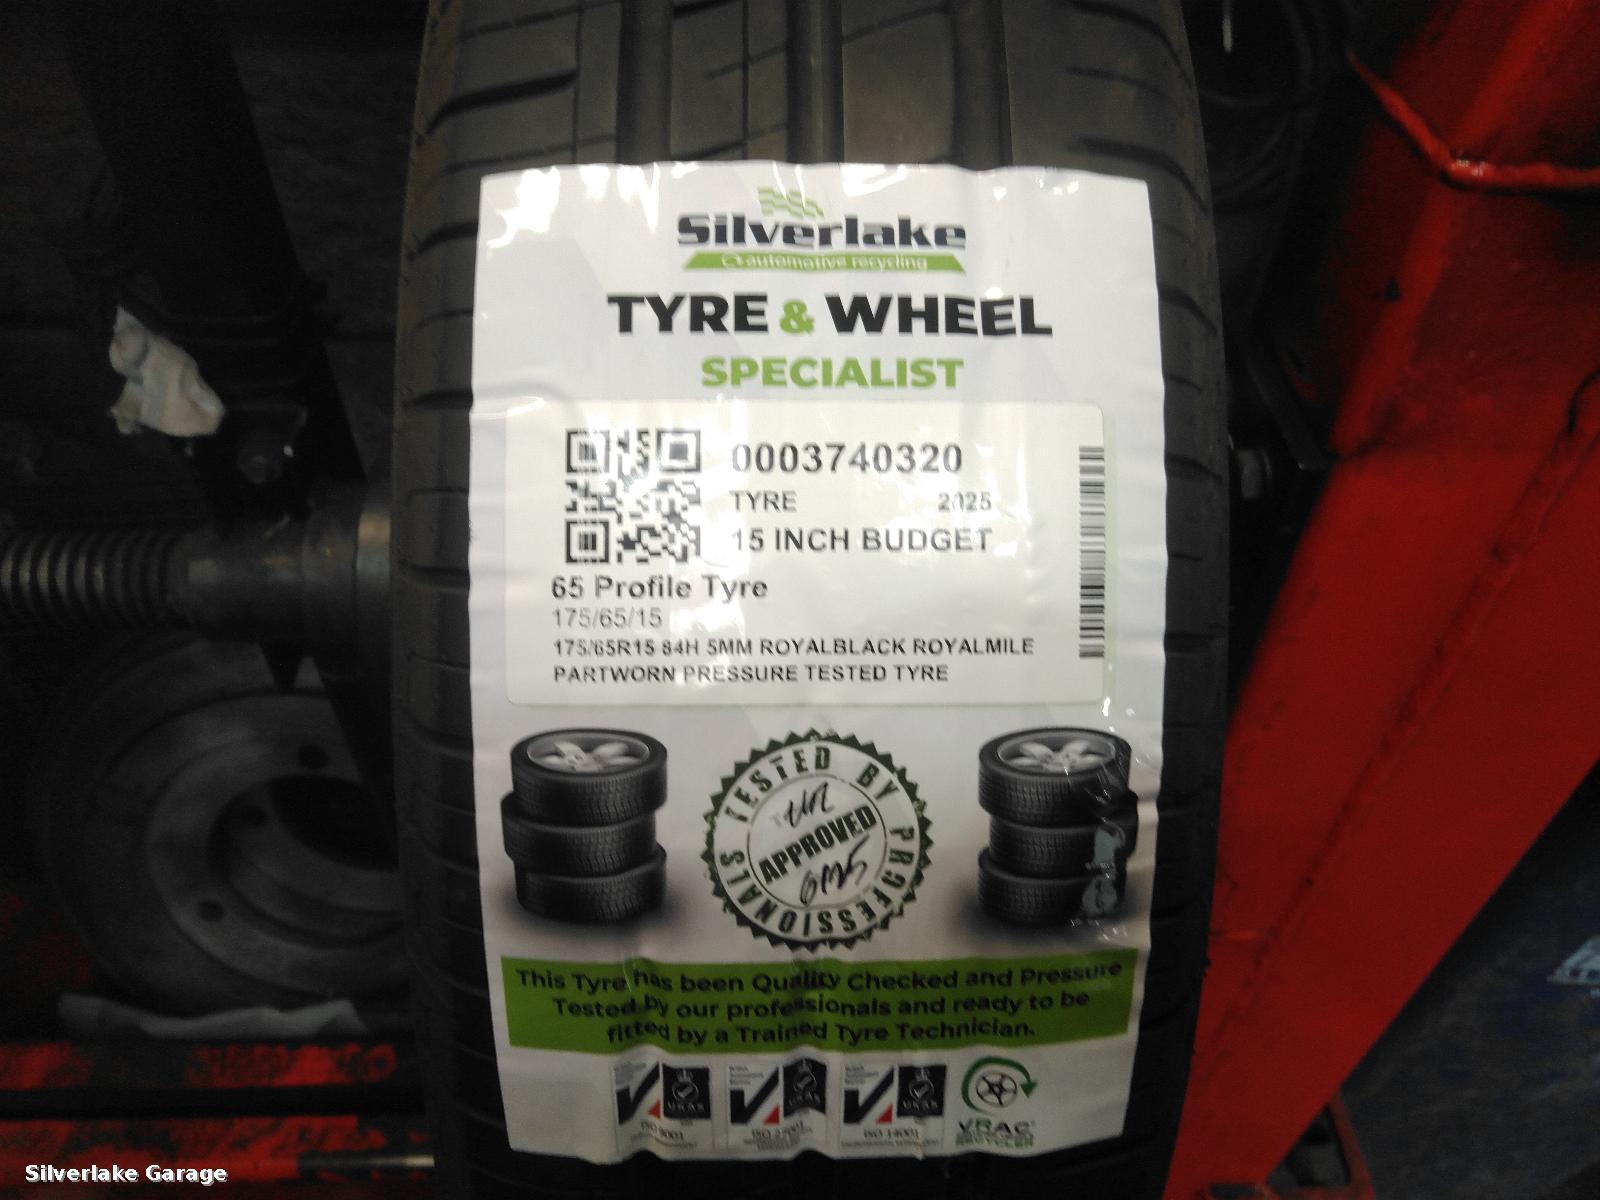 Silverlake
automotive recycling
TYRE & WHEEL
SPECIALIST
0003740320
TYRE 2025
15 INCH BUDGET
65 Profile Tyre
175/65/15
175/65R15 84H 5MM ROYALBLACK ROYALMILE
PARTWORN PRESSURE TESTED TYRE
TESTED BY PROFESSIONALS
APPROVED
This Tyre has been Quality Checked and Pressure
Tested by our professionals and ready to be
fitted by a Trained Tyre Technician.
UKAS UKAS UKAS
ISO 9001 ISO 14001
VRAC
Silverlake Garage